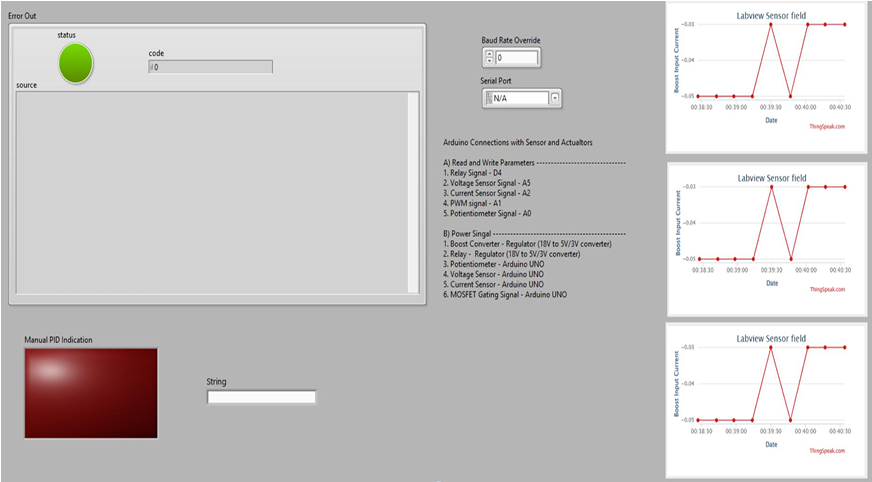 Error Out
status
code
0
source
Manual PID Indication
String
Baud Rate Override
0
Serial Port
N/A
Arduino Connections with Sensor and Actualtors
A) Read and Write Parameters --------------------------------
1. Relay Signal - D4
2. Voltage Sensor Signal - A5
3. Current Sensor Signal - A2
4. PWM signal - A1
5. Potientiometer Signal - A0
B) Power Singal -----------------------------------------------
1. Boost Converter - Regulator (18V to 5V/3V converter)
2. Relay - Regulator (18V to 5V/3V converter)
3. Potientiometer - Arduino UNO
4. Voltage Sensor - Arduino UNO
5. Current Sensor - Arduino UNO
6. MOSFET Gating Signal - Arduino UNO
Labview Sensor field
Boost Input Current
-0.03
-0.04
-0.05
00:38:30 00:39:00 00:39:30 00:40:00 00:40:30
Date
ThingSpeak.com
Labview Sensor field
Boost Input Current
-0.03
-0.04
-0.05
00:38:30 00:39:00 00:39:30 00:40:00 00:40:30
Date
ThingSpeak.com
Labview Sensor field
Boost Input Current
-0.03
-0.04
-0.05
00:38:30 00:39:00 00:39:30 00:40:00 00:40:30
Date
ThingSpeak.com